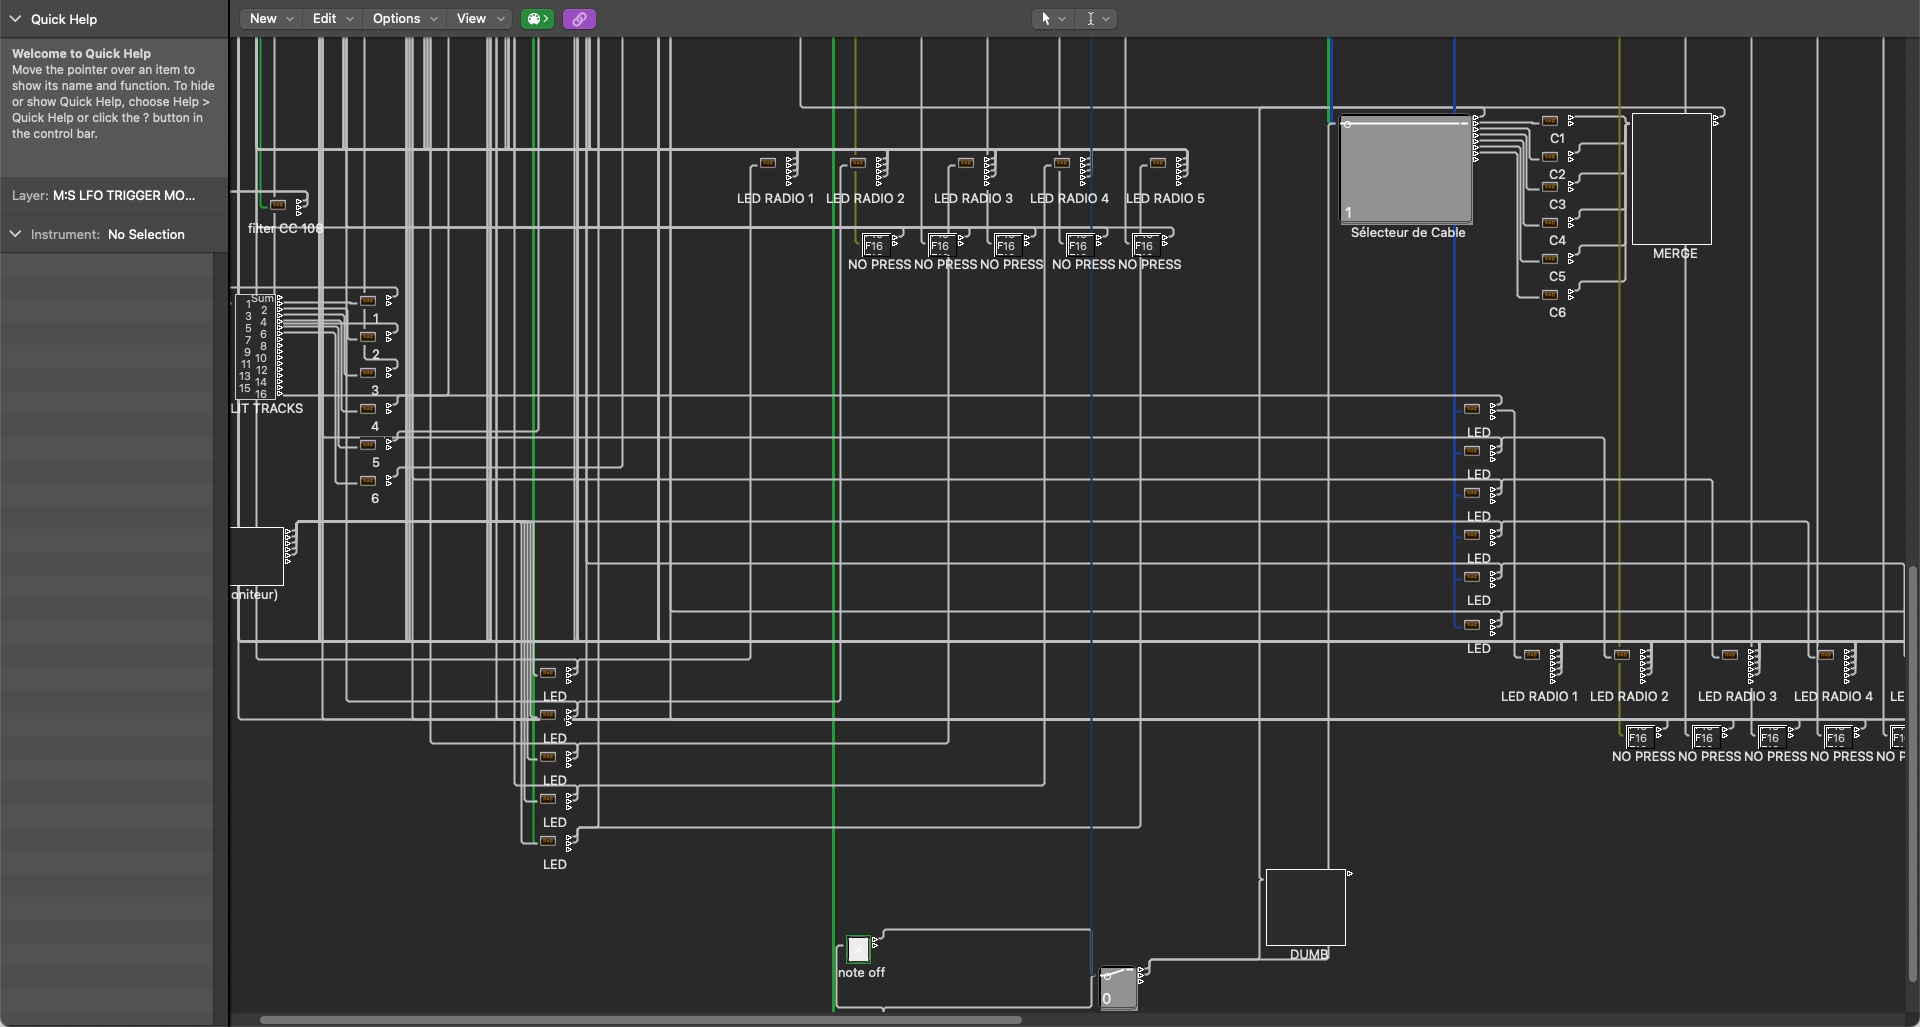 Quick Help
New
Edit
Options
View
Welcome to Quick Help
Move the pointer over an item to
show its name and function. To hide
or show Quick Help, choose Help >
Quick Help or click the ? button in
the control bar.
Layer: M:S LFO TRIGGER MO...
Instrument: No Selection
filter CC 108
LED RADIO 1
LED RADIO 2
LED RADIO 3
LED RADIO 4
LED RADIO 5
F16
F16
F16
F16
F16
NO PRESS
NO PRESS
NO PRESS
NO PRESS
NO PRESS
1
Sélecteur de Cable
C1
C2
C3
C4
C5
C6
MERGE
Sum
1
2
3
4
5
6
7
8
9
10
11
12
13
14
15
16
LIT TRACKS
1
2
3
4
5
6
oniteur)
LED
LED
LED
LED
LED
LED
LED RADIO 1
LED RADIO 2
LED RADIO 3
LED RADIO 4
LE
F16
F16
F16
F16
F1
NO PRESS
NO PRESS
NO PRESS
NO PRESS
NO P
LED
LED
LED
LED
LED
DUMB
note off
0